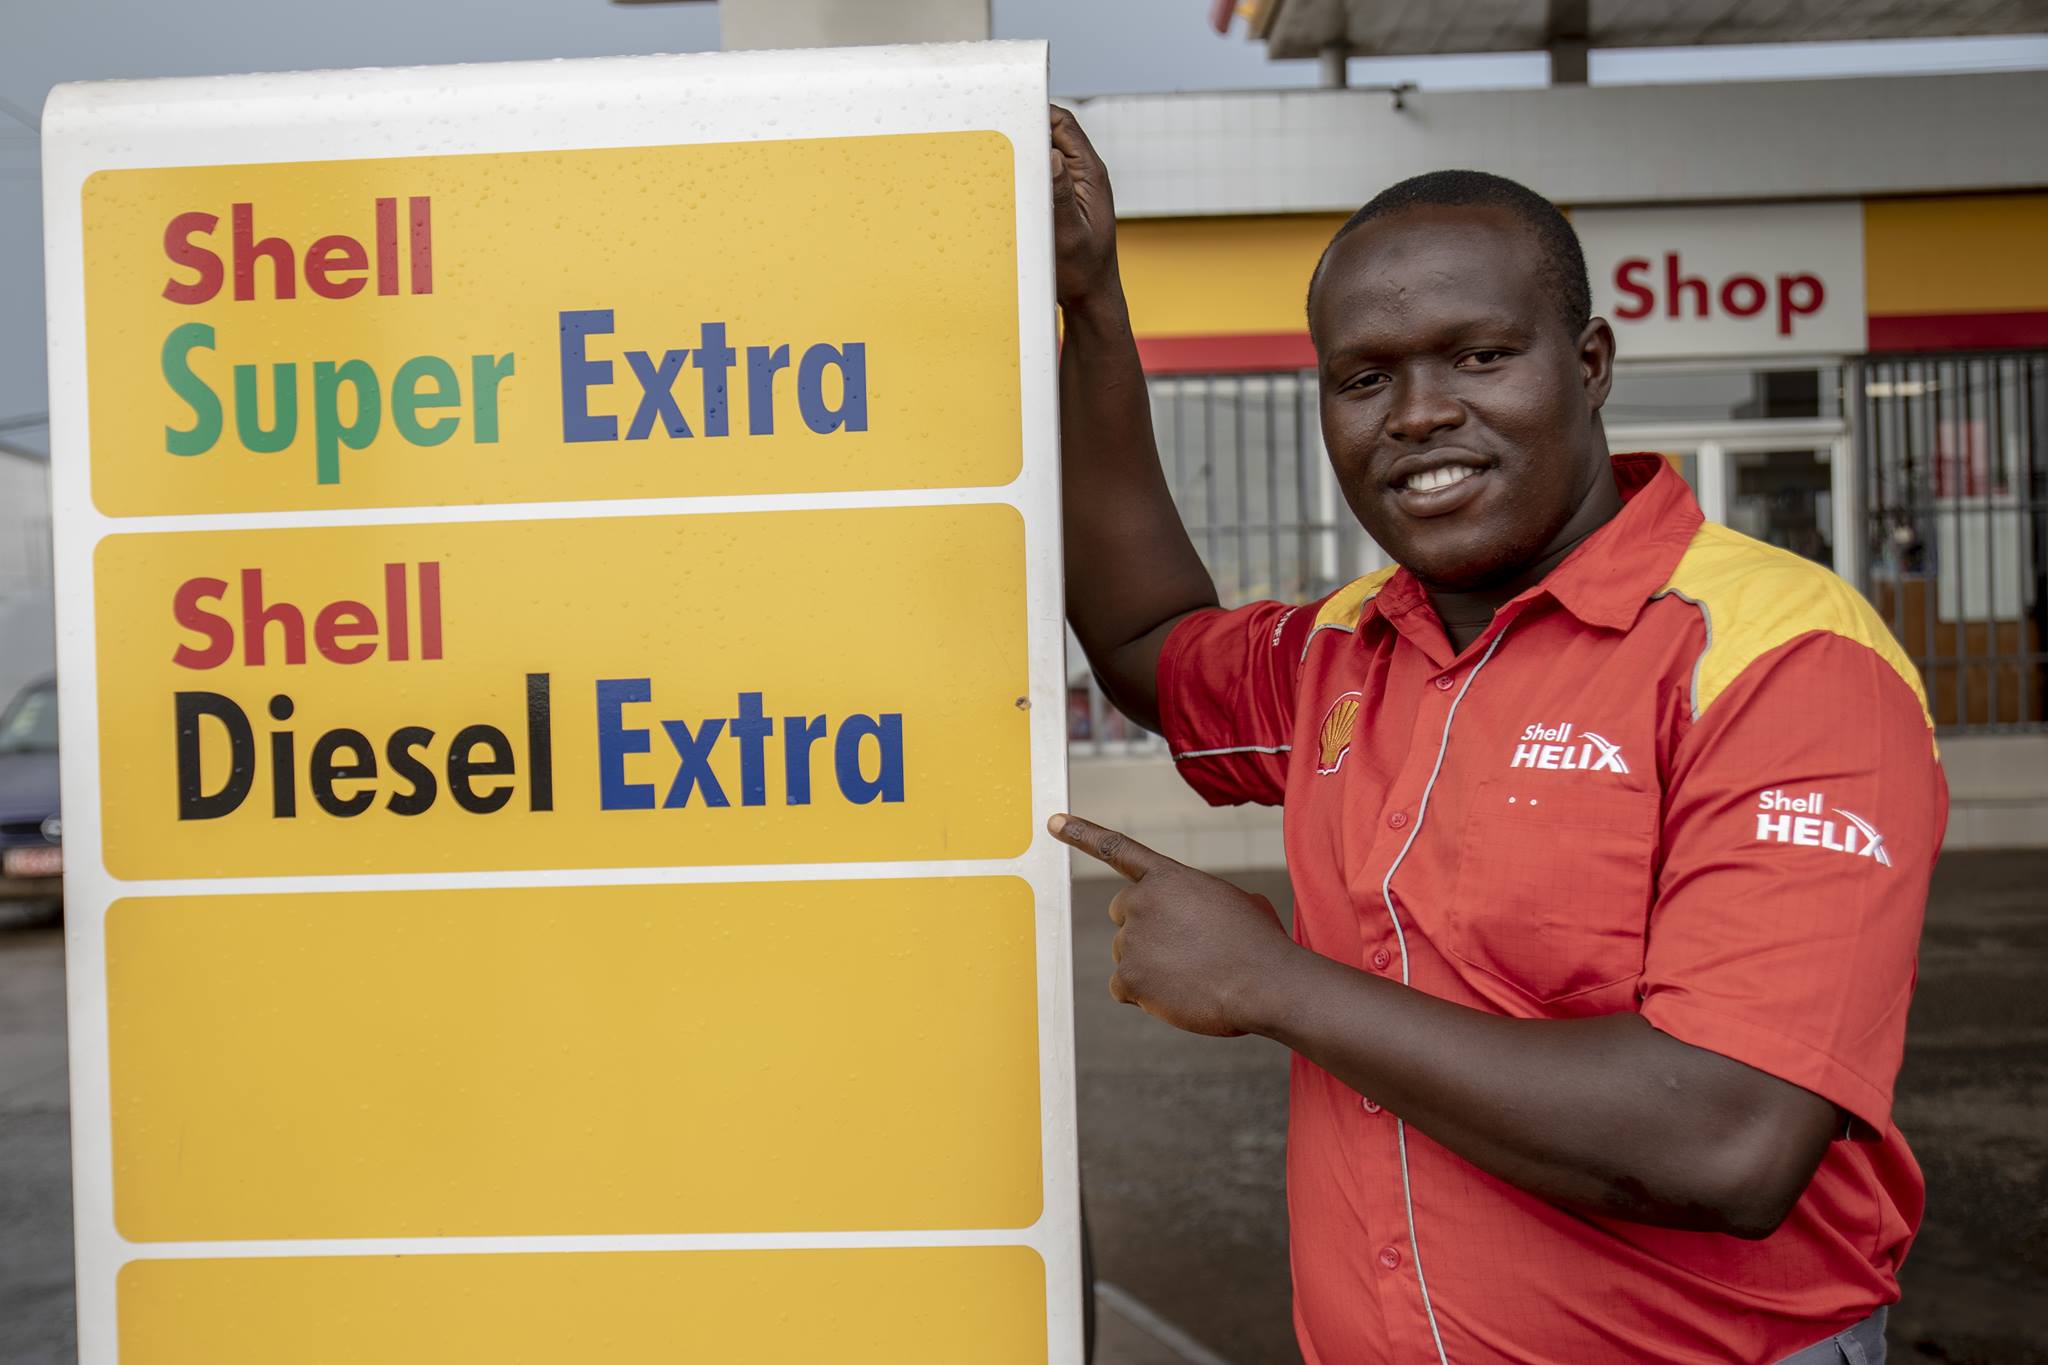 Shell
Super Extra
Shell
Diesel Extra
Shop
Shell
HELIX
Shell
HELIX